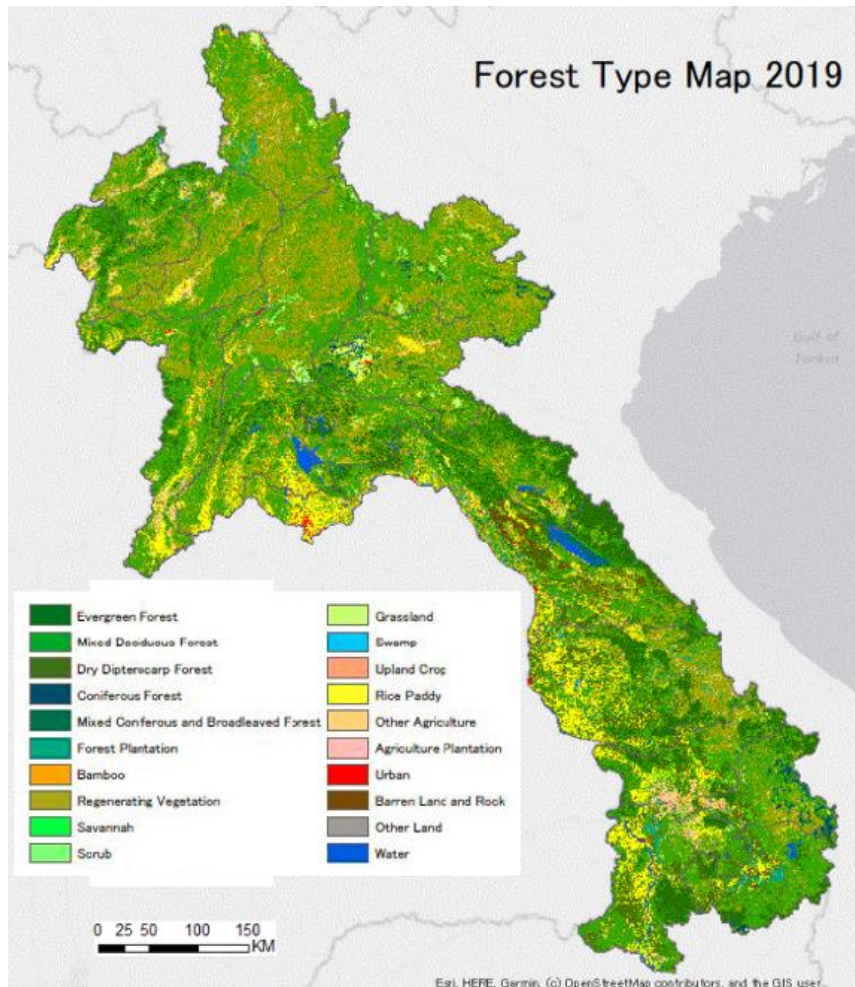 Forest Type Map 2019
Gulf of
Tonkin
Evergreen Forest
Mixed Deciduous Forest
Dry Dipterocarp Forest
Coniferous Forest
Mixed Conferous and Broadleaved Forest
Forest Plantation
Bamboo
Regenerating Vegetation
Savannah
Scrub
Grassland
Swamp
Upland Crop
Rice Paddy
Other Agriculture
Agriculture Plantation
Urban
Barren Land and Rock
Other Land
Water
0 25 50 100 150
KM
Esri, HERE, Garmin, (c) OpenStreetMap contributors, and the GIS user